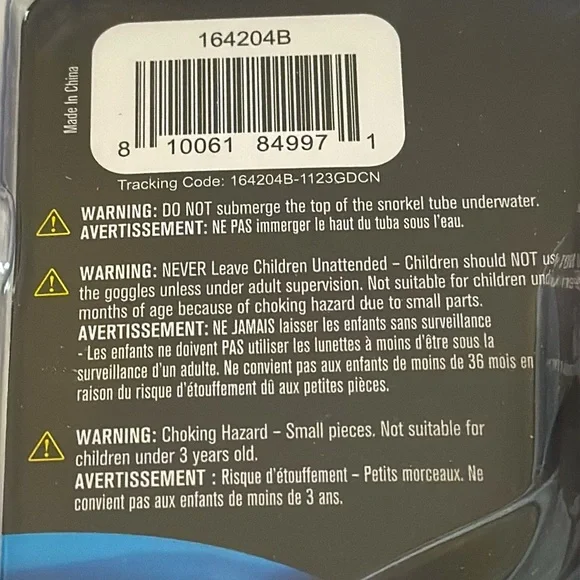 164204B
Made In China
8 10061 84997 1
Tracking Code: 164204B-1123GDCN
WARNING: DO NOT submerge the top of the snorkel tube underwater.
AVERTISSEMENT: NE PAS immerger le haut du tuba sous l'eau.
WARNING: NEVER Leave Children Unattended – Children should NOT
the goggles unless under adult supervision. Not suitable for children
months of age because of choking hazard due to small parts.
AVERTISSEMENT: NE JAMAIS laisser les enfants sans surveillance
- Les enfants ne doivent PAS utiliser les lunettes à moins d'être sous la
surveillance d'un adulte. Ne convient pas aux enfants de moins de 36 mois en
raison du risque d'étouffement dû aux petites pièces.
WARNING: Choking Hazard – Small pieces. Not suitable for
children under 3 years old.
AVERTISSEMENT : Risque d'étouffement – Petits morceaux. Ne
convient pas aux enfants de moins de 3 ans.